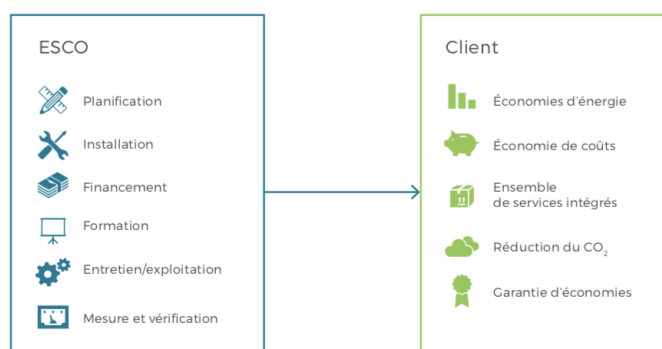 ESCO
Planification
Installation
Financement
Formation
Entretien/exploitation
Mesure et vérification
Client
Économies d'énergie
Économie de coûts
Ensemble
de services intégrés
Réduction du CO₂
Garantie d'économies